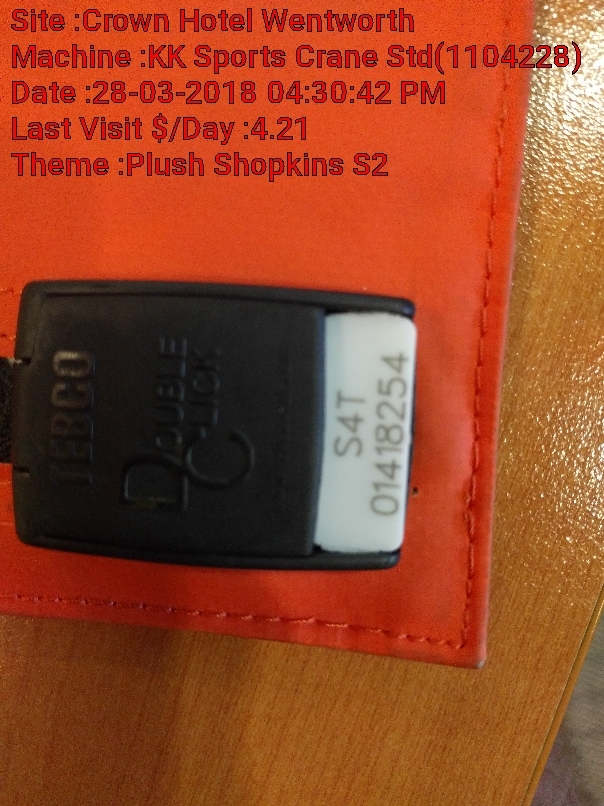 Site :Crown Hotel Wentworth
Machine :KK Sports Crane Std(1104228)
Date :28-03-2018 04:30:42 PM
Last Visit $/Day :4.21
Theme :Plush Shopkins S2
TEBCO
DOUBLE
CLICK
S4T
01418254